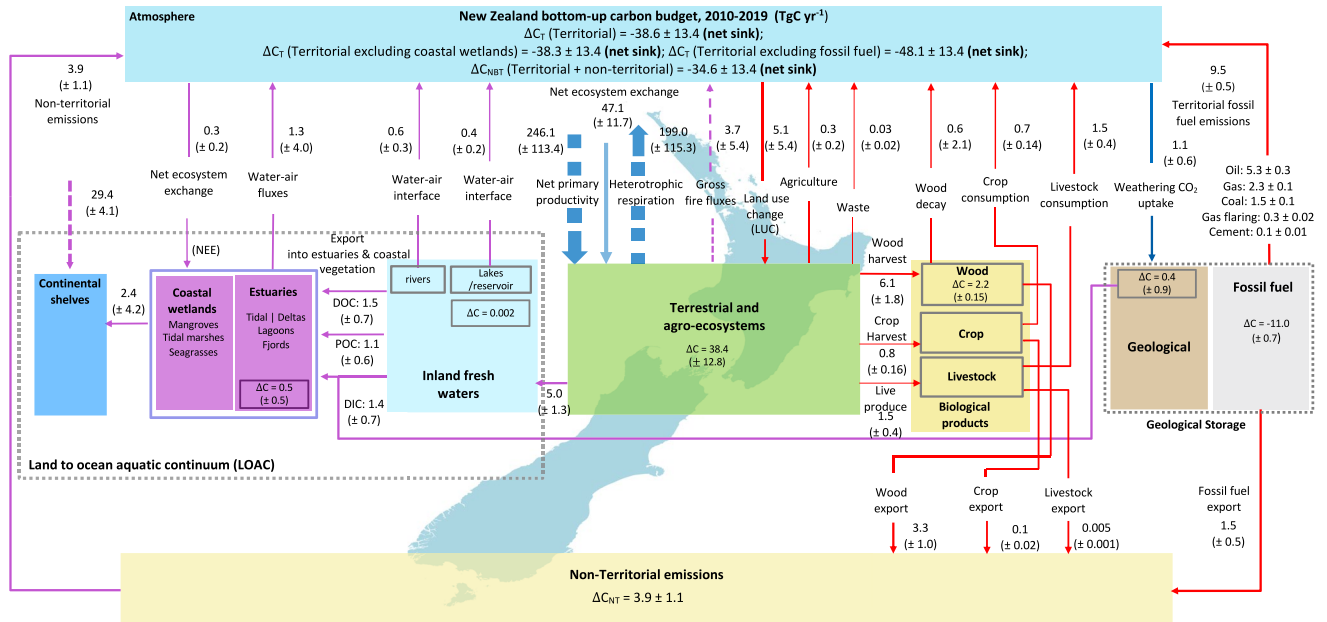 Atmosphere
New Zealand bottom-up carbon budget, 2010-2019 (TgC yr-1)
ΔCT (Territorial) = -38.6 ± 13.4 (net sink);
ΔCT (Territorial excluding coastal wetlands) = -38.3 ± 13.4 (net sink); ΔCT (Territorial excluding fossil fuel) = -48.1 ± 13.4 (net sink);
ΔCNBT (Territorial + non-territorial) = -34.6 ± 13.4 (net sink)
3.9
(± 1.1)
Non-territorial
emissions
29.4
(± 4.1)
0.3
(± 0.2)
Net ecosystem
exchange
(NEE)
1.3
(± 4.0)
Water-air
fluxes
0.6
(± 0.3)
Water-air
interface
0.4
(± 0.2)
Water-air
interface
Net ecosystem exchange
47.1
(± 11.7)
246.1
(± 113.4)
Net primary
productivity
199.0
(± 115.3)
Heterotrophic
respiration
3.7
(± 5.4)
Gross
fire fluxes
5.1
(± 5.4)
Land use
change
(LUC)
0.3
(± 0.2)
Agriculture
0.03
(± 0.02)
Waste
0.6
(± 2.1)
Wood
decay
0.7
(± 0.14)
Crop
consumption
1.5
(± 0.4)
Livestock
consumption
1.1
(± 0.6)
Weathering CO2
uptake
9.5
(± 0.5)
Territorial fossil
fuel emissions
Oil: 5.3 ± 0.3
Gas: 2.3 ± 0.1
Coal: 1.5 ± 0.1
Gas flaring: 0.3 ± 0.02
Cement: 0.1 ± 0.01
Continental
shelves
2.4
(± 4.2)
Coastal
wetlands
Mangroves
Tidal marshes
Seagrasses
Estuaries
Tidal | Deltas
Lagoons
Fjords
ΔC = 0.5
(± 0.5)
Export
into estuaries & coastal
vegetation
DOC: 1.5
(± 0.7)
POC: 1.1
(± 0.6)
DIC: 1.4
(± 0.7)
rivers
Lakes
/reservoir
ΔC = 0.002
Inland fresh
waters
5.0
(± 1.3)
Terrestrial and
agro-ecosystems
ΔC = 38.4
(± 12.8)
Wood
harvest
6.1
(± 1.8)
Crop
Harvest
0.8
(± 0.16)
Live
produce
1.5
(± 0.4)
Wood
ΔC = 2.2
(± 0.15)
Crop
Livestock
Biological
products
ΔC = 0.4
(± 0.9)
Geological
Fossil fuel
ΔC = -11.0
(± 0.7)
Geological Storage
Land to ocean aquatic continuum (LOAC)
Wood
export
3.3
(± 1.0)
Crop
export
0.1
(± 0.02)
Livestock
export
0.005
(± 0.001)
Fossil fuel
export
1.5
(± 0.5)
Non-Territorial emissions
ΔCNT = 3.9 ± 1.1